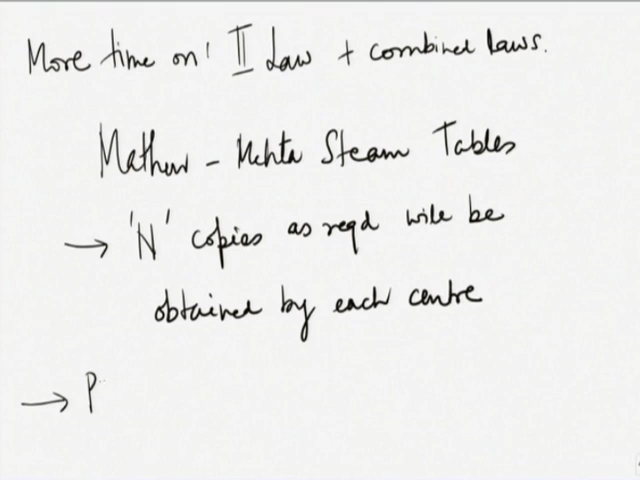 More time on' II Law + combined laws.
Mathur - Mehta Steam Tables
→ 'N' copies as reqd will be
obtained by each centre
→ P